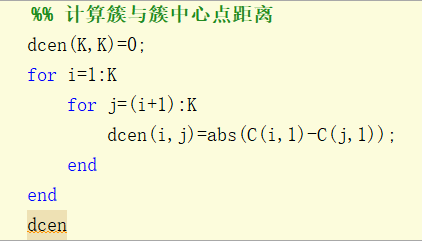 %% 计算簇与簇中心点距离
dcen(K,K)=0;
for i=1:K
    for j=(i+1):K
        dcen(i,j)=abs(C(i,1)-C(j,1));
    end
end
dcen